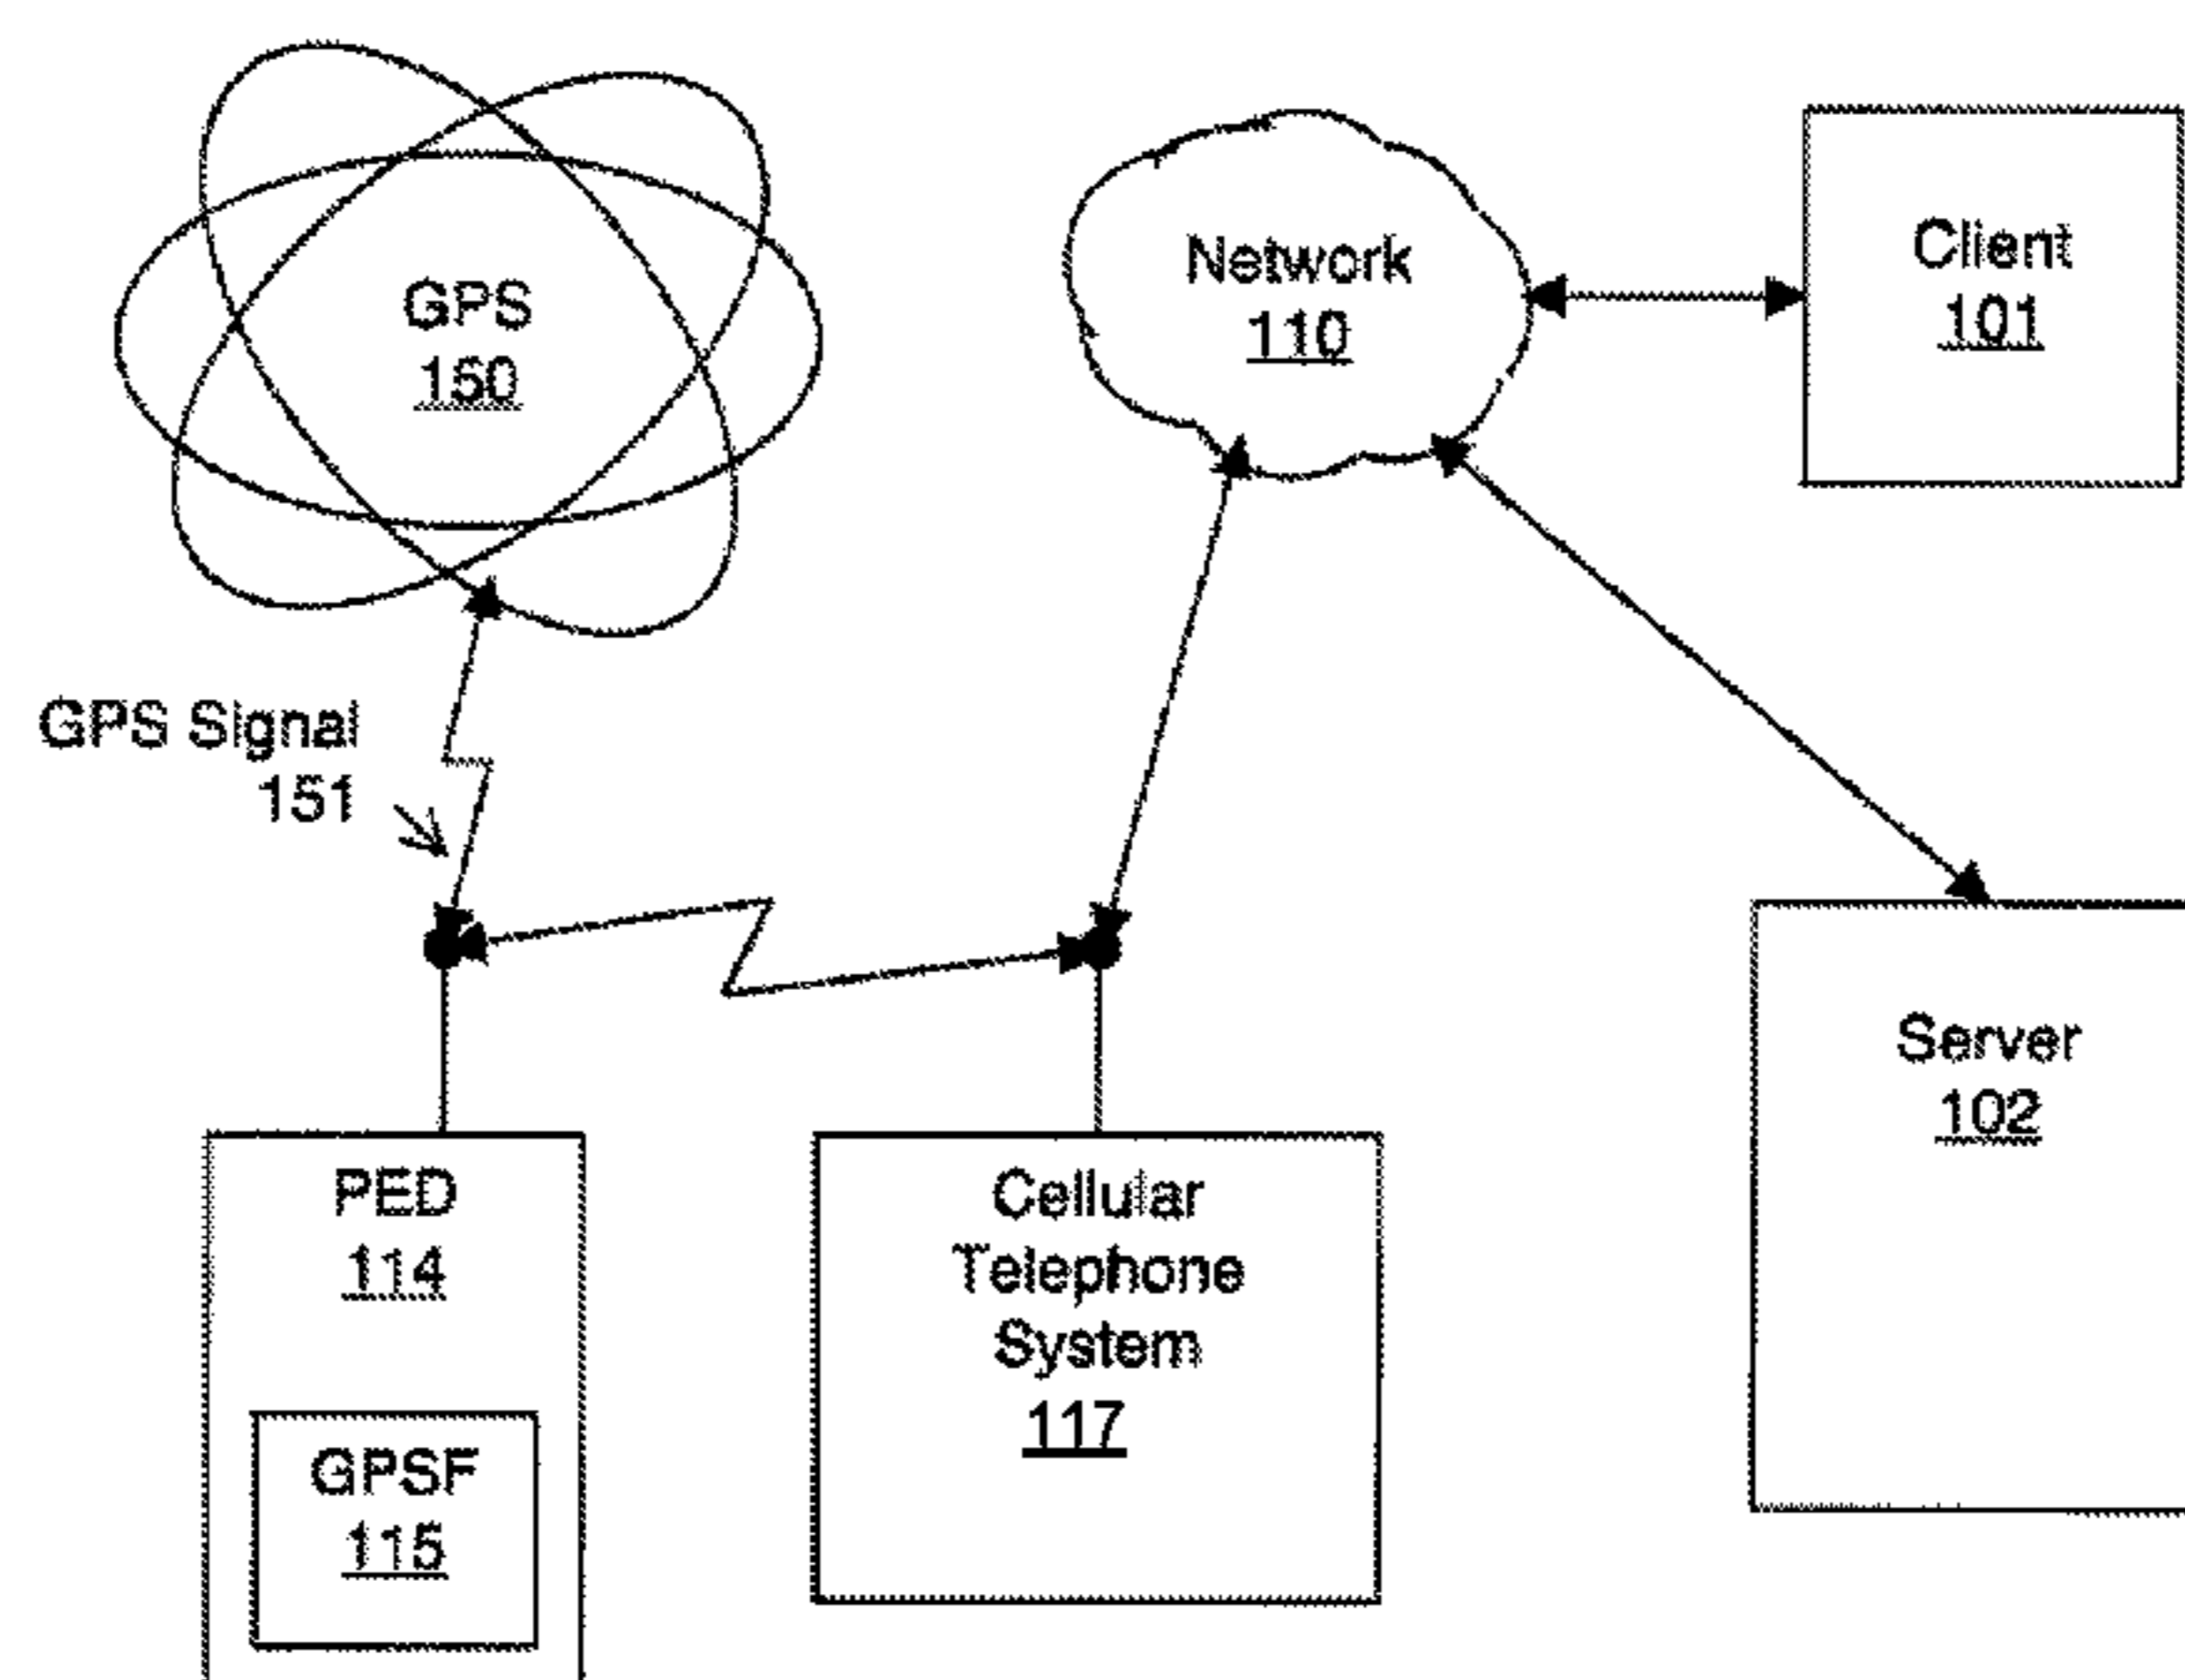 GPS
150
Network
110
Client
101
GPS Signal
151
Server
102
PED
114
Cellular
Telephone
System
117
GPSF
115